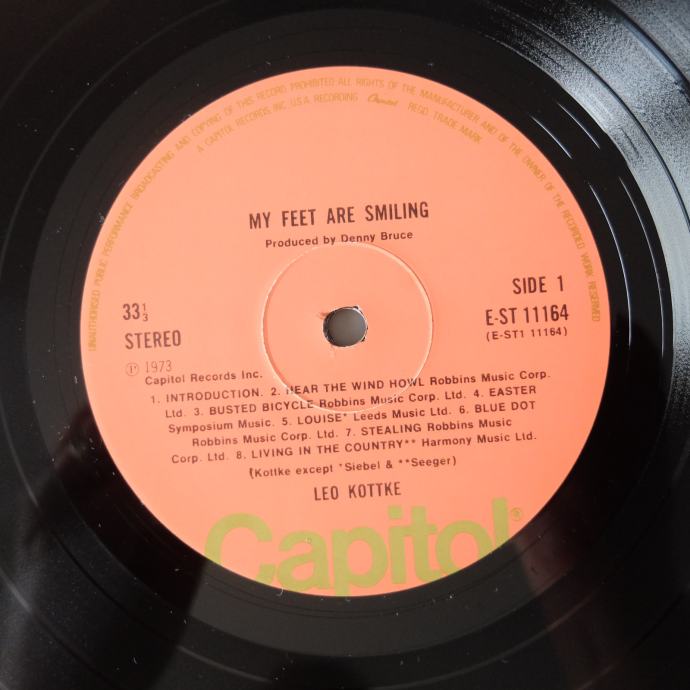 UNAUTHORISED PUBLIC PERFORMANCE BROADCASTING AND COPYING OF THIS RECORD PROHIBITED ALL RIGHTS OF THE MANUFACTURER AND OF THE OWNER OF THE RECORDED WORK RESERVED
A CAPITOL RECORDS INC. U.S.A RECORDING Capitol REGD. TRADE MARK
MY FEET ARE SMILING
Produced by Denny Bruce
33 1/3
STEREO
SIDE 1
E-ST 11164
(E-ST1 11164)
℗ 1973
Capitol Records Inc.
1. INTRODUCTION. 2. HEAR THE WIND HOWL Robbins Music Corp.
Ltd. 3. BUSTED BICYCLE Robbins Music Corp. Ltd. 4. EASTER
Symposium Music. 5. LOUISE* Leeds Music Ltd. 6. BLUE DOT
Robbins Music Corp. Ltd. 7. STEALING Robbins Music
Corp. Ltd. 8. LIVING IN THE COUNTRY** Harmony Music Ltd.
(Kottke except *Siebel & **Seeger)
LEO KOTTKE
Capitol®